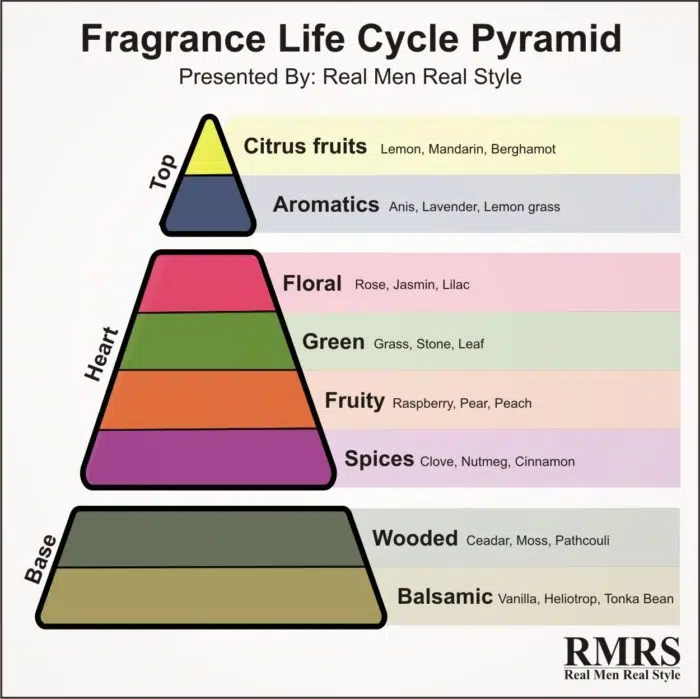 Fragrance Life Cycle Pyramid
Presented By: Real Men Real Style
Top
Citrus fruits Lemon, Mandarin, Berghamot
Aromatics Anis, Lavender, Lemon grass
Heart
Floral Rose, Jasmin, Lilac
Green Grass, Stone, Leaf
Fruity Raspberry, Pear, Peach
Spices Clove, Nutmeg, Cinnamon
Base
Wooded Ceadar, Moss, Pathcouli
Balsamic Vanilla, Heliotrop, Tonka Bean
RMRS
Real Men Real Style